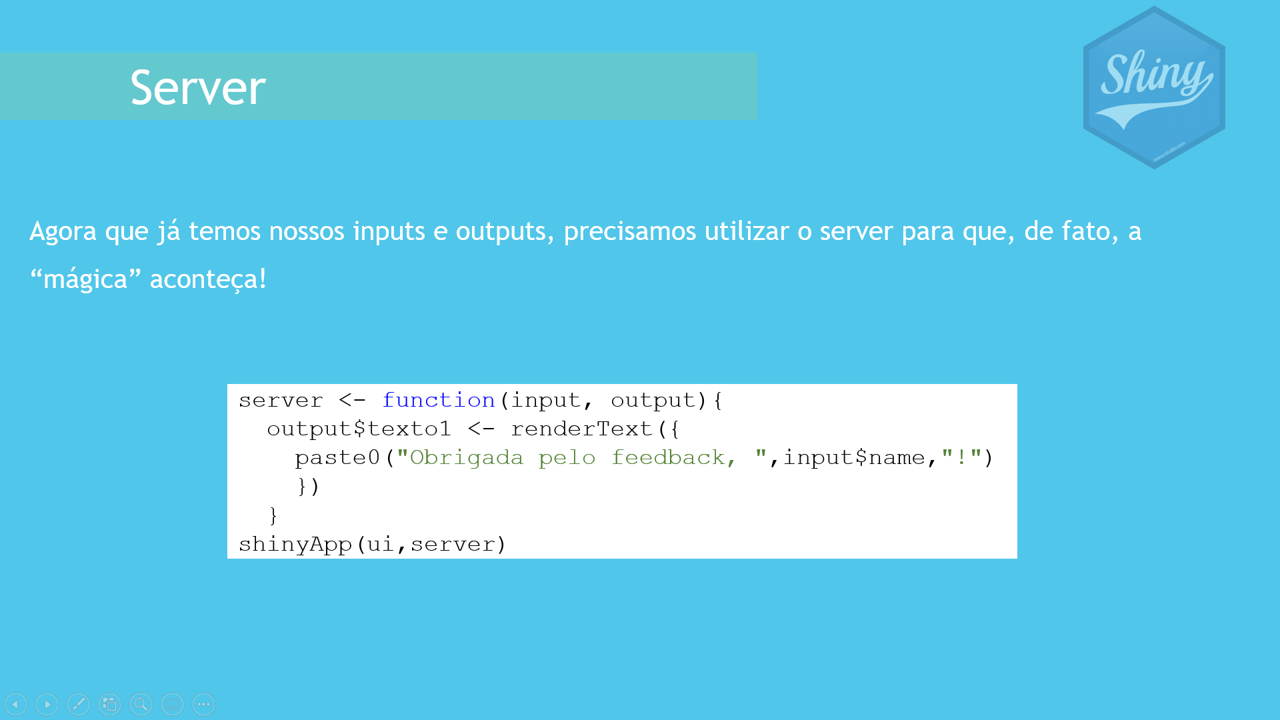 Server
Shiny
Agora que já temos nossos inputs e outputs, precisamos utilizar o server para que, de fato, a
“mágica” aconteça!
server <- function(input, output){
  output$texto1 <- renderText({
    paste0("Obrigada pelo feedback, ",input$name,"!")
    })
  }
shinyApp(ui,server)